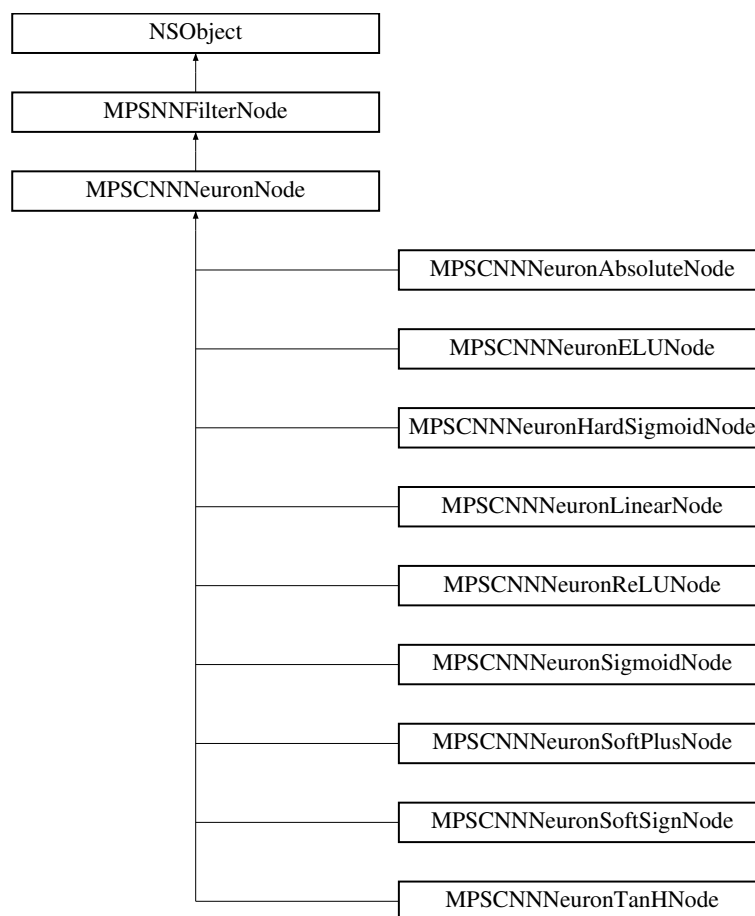 NSObject
MPSNNFilterNode
MPSCNNNeuronNode
MPSCNNNeuronAbsoluteNode
MPSCNNNeuronELUNode
MPSCNNNeuronHardSigmoidNode
MPSCNNNeuronLinearNode
MPSCNNNeuronReLUNode
MPSCNNNeuronSigmoidNode
MPSCNNNeuronSoftPlusNode
MPSCNNNeuronSoftSignNode
MPSCNNNeuronTanHNode